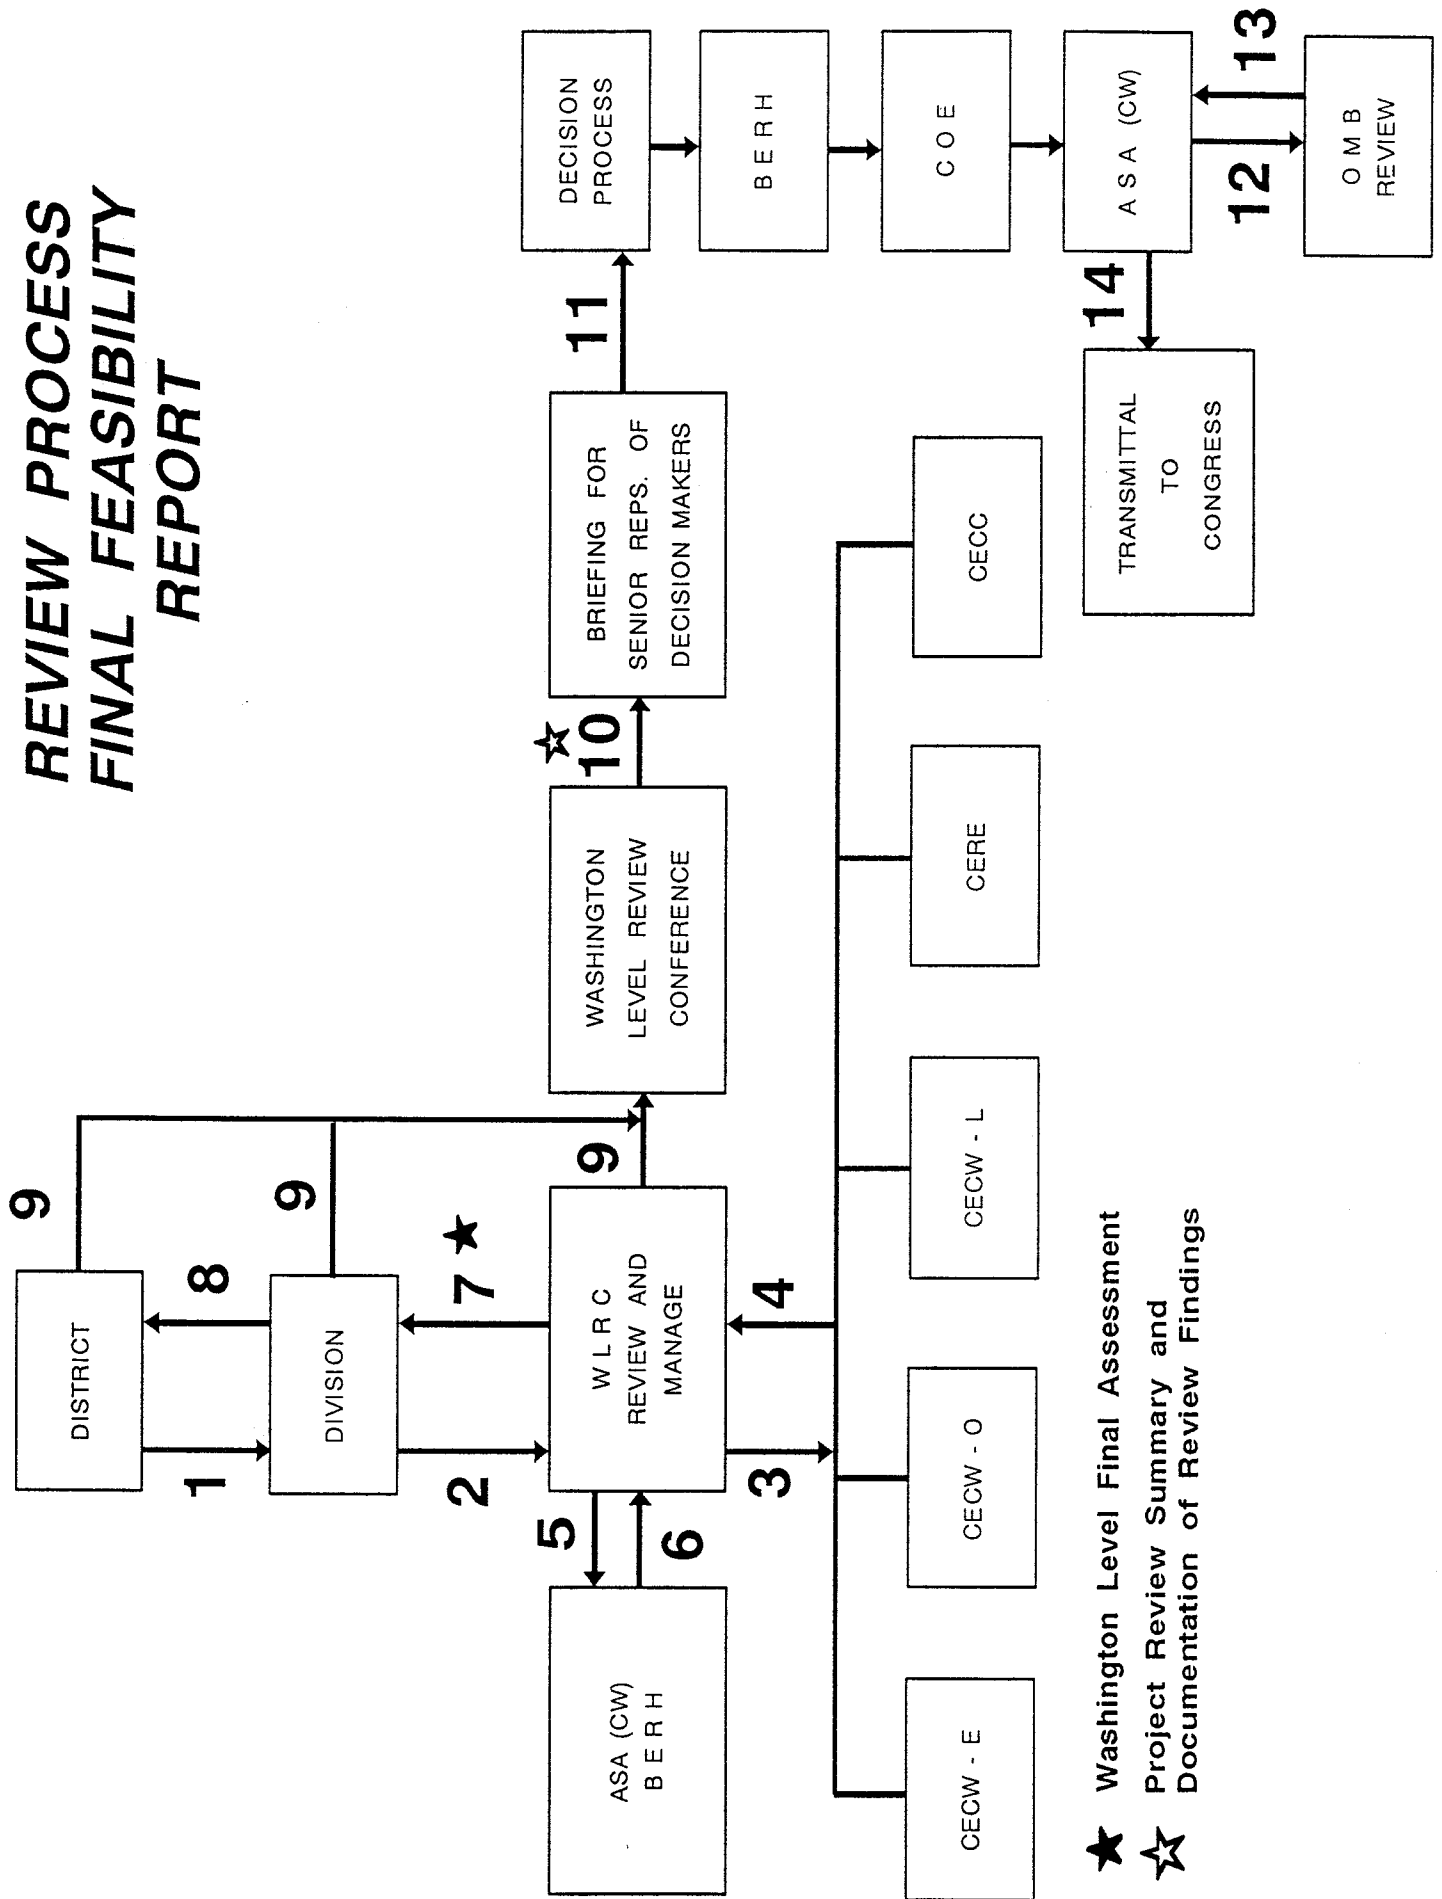 REVIEW PROCESS
FINAL FEASIBILITY
REPORT
DISTRICT
9
1
8
DIVISION
9
2
7 ★
ASA (CW)
B E R H
5
6
W L R C
REVIEW AND
MANAGE
9
WASHINGTON
LEVEL REVIEW
CONFERENCE
☆
10
BRIEFING FOR
SENIOR REPS. OF
DECISION MAKERS
11
DECISION
PROCESS
B E R H
C O E
A S A (CW)
12
13
O M B
REVIEW
14
TRANSMITTAL
TO
CONGRESS
3
4
CECW - E
CECW - O
CECW - L
CERE
CECC
★ Washington Level Final Assessment
☆ Project Review Summary and
Documentation of Review Findings